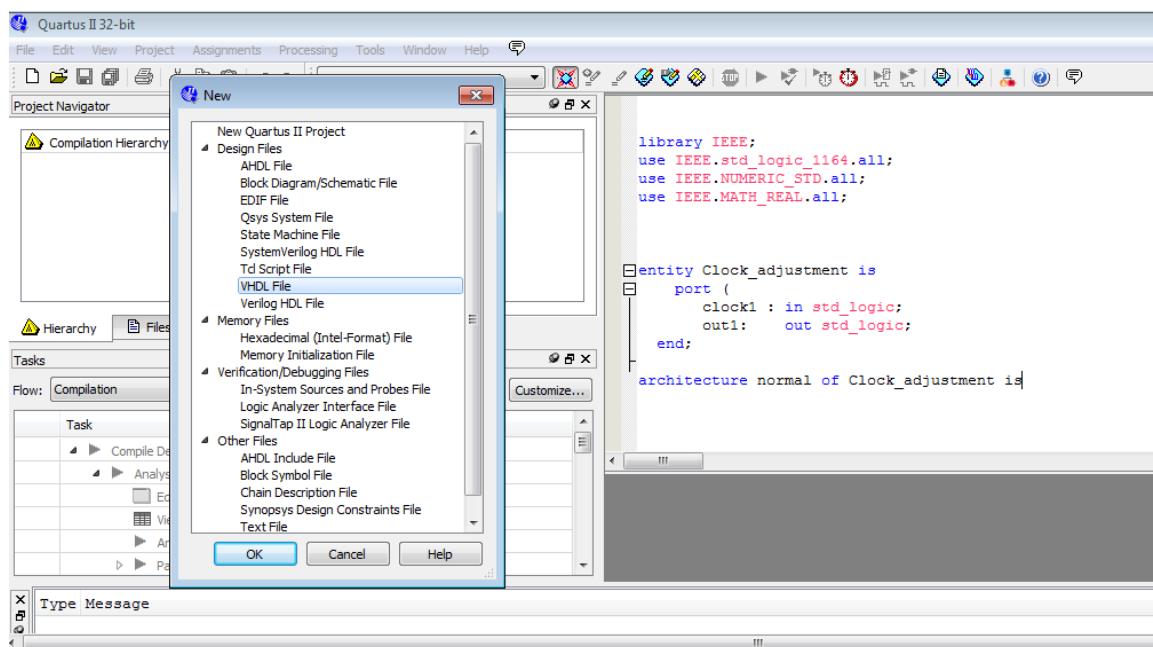 Quartus II 32-bit
File Edit View Project Assignments Processing Tools Window Help
Project Navigator
Compilation Hierarchy
Hierarchy Files
Tasks
Flow: Compilation Customize...
Task
Compile De
Analys
Ed
Vie
An
Pa
New
New Quartus II Project
Design Files
AHDL File
Block Diagram/Schematic File
EDIF File
Qsys System File
State Machine File
SystemVerilog HDL File
Tcl Script File
VHDL File
Verilog HDL File
Memory Files
Hexadecimal (Intel-Format) File
Memory Initialization File
Verification/Debugging Files
In-System Sources and Probes File
Logic Analyzer Interface File
SignalTap II Logic Analyzer File
Other Files
AHDL Include File
Block Symbol File
Chain Description File
Synopsys Design Constraints File
Text File
OK Cancel Help
library IEEE;
use IEEE.std_logic_1164.all;
use IEEE.NUMERIC_STD.all;
use IEEE.MATH_REAL.all;
entity Clock_adjustment is
port (
clock1 : in std_logic;
out1: out std_logic;
end;
architecture normal of Clock_adjustment is
Type Message